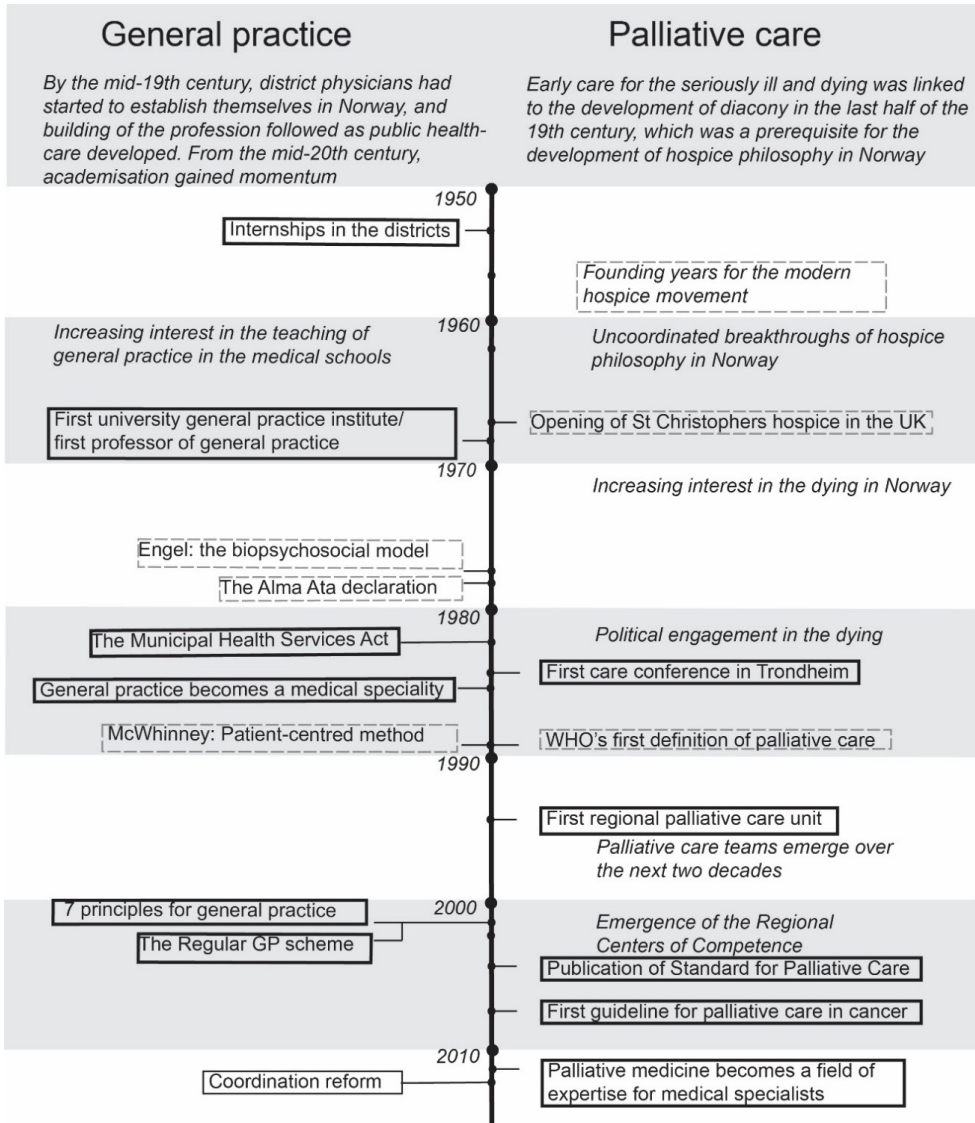 General practice
Palliative care
By the mid-19th century, district physicians had
started to establish themselves in Norway, and
building of the profession followed as public health-
care developed. From the mid-20th century,
academisation gained momentum
Early care for the seriously ill and dying was linked
to the development of diacony in the last half of the
19th century, which was a prerequisite for the
development of hospice philosophy in Norway
1950
Internships in the districts
Founding years for the modern
hospice movement
1960
Increasing interest in the teaching of
general practice in the medical schools
Uncoordinated breakthroughs of hospice
philosophy in Norway
First university general practice institute/
first professor of general practice
Opening of St Christophers hospice in the UK
1970
Increasing interest in the dying in Norway
Engel: the biopsychosocial model
The Alma Ata declaration
1980
The Municipal Health Services Act
Political engagement in the dying
First care conference in Trondheim
General practice becomes a medical speciality
McWhinney: Patient-centred method
WHO's first definition of palliative care
1990
First regional palliative care unit
Palliative care teams emerge over
the next two decades
2000
7 principles for general practice
The Regular GP scheme
Emergence of the Regional
Centers of Competence
Publication of Standard for Palliative Care
First guideline for palliative care in cancer
2010
Coordination reform
Palliative medicine becomes a field of
expertise for medical specialists